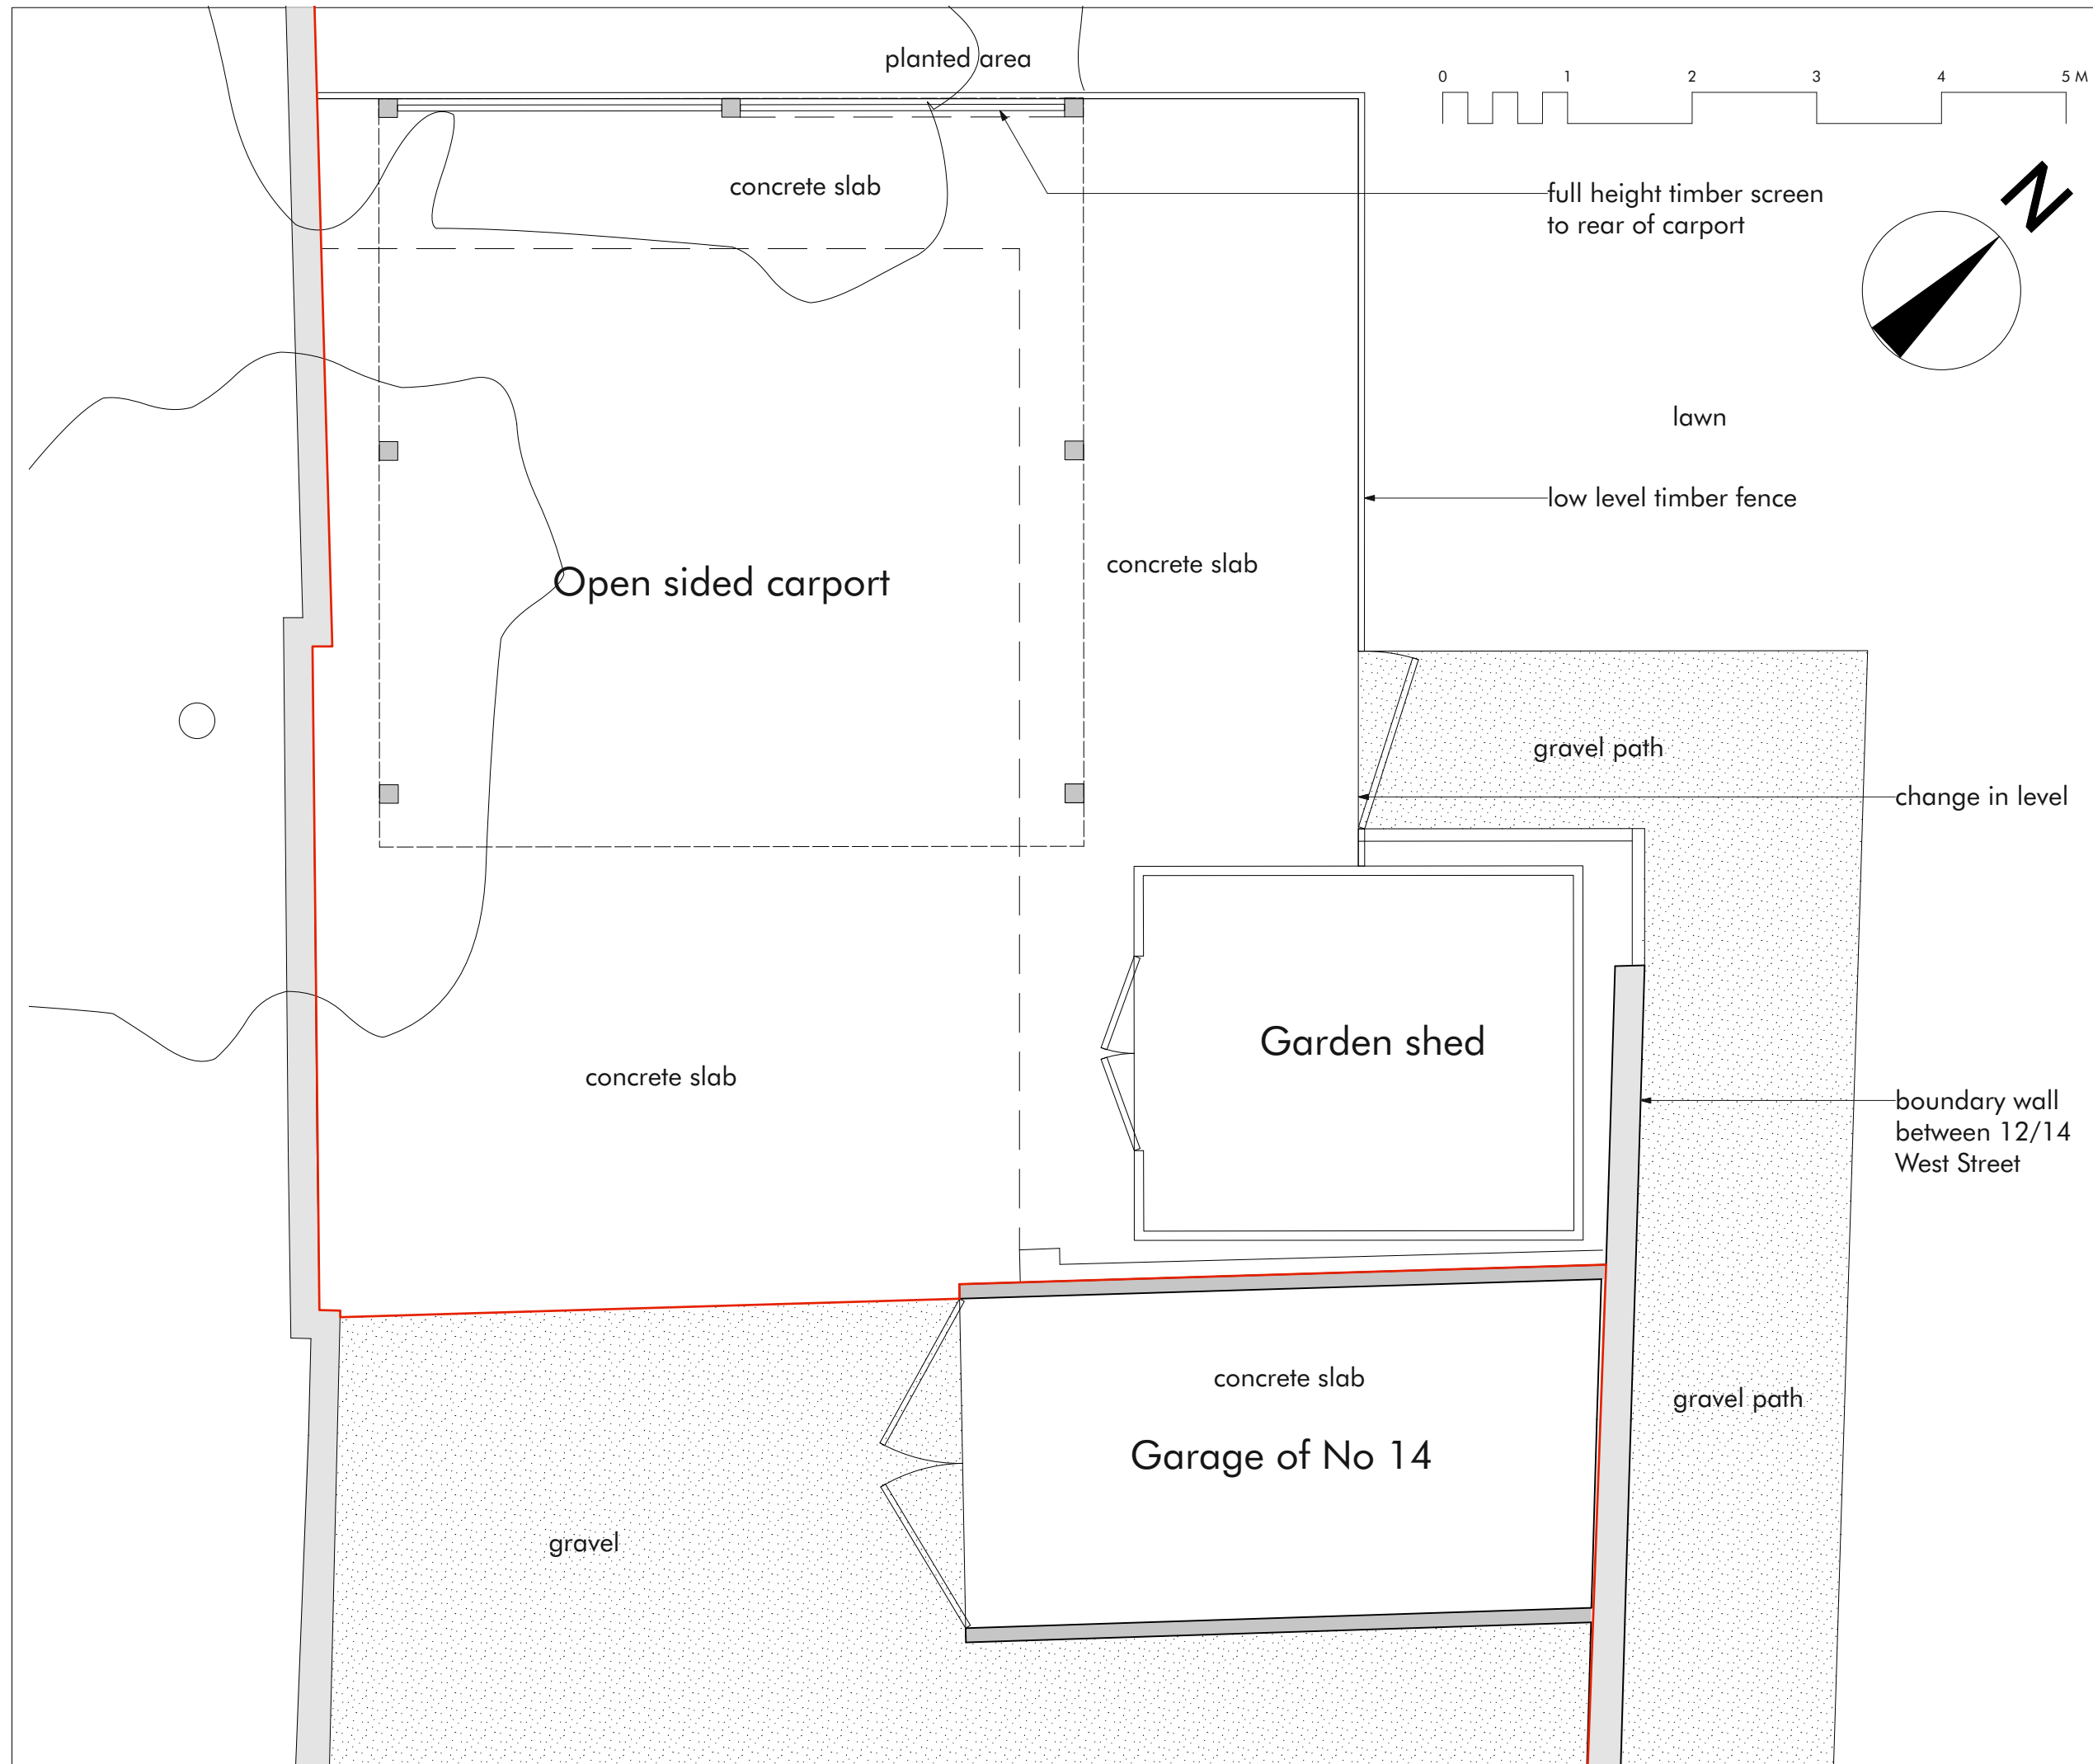 planted area
0 1 2 3 4 5 M
concrete slab
full height timber screen
to rear of carport
N
lawn
low level timber fence
concrete slab
Open sided carport
gravel path
change in level
Garden shed
concrete slab
boundary wall
between 12/14
West Street
concrete slab
gravel path
Garage of No 14
gravel